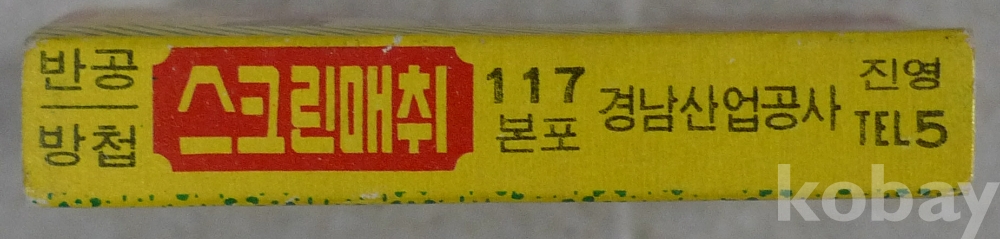 반공
방첩
스크린매취
117
본포
경남산업공사
진영
TEL5
kobay